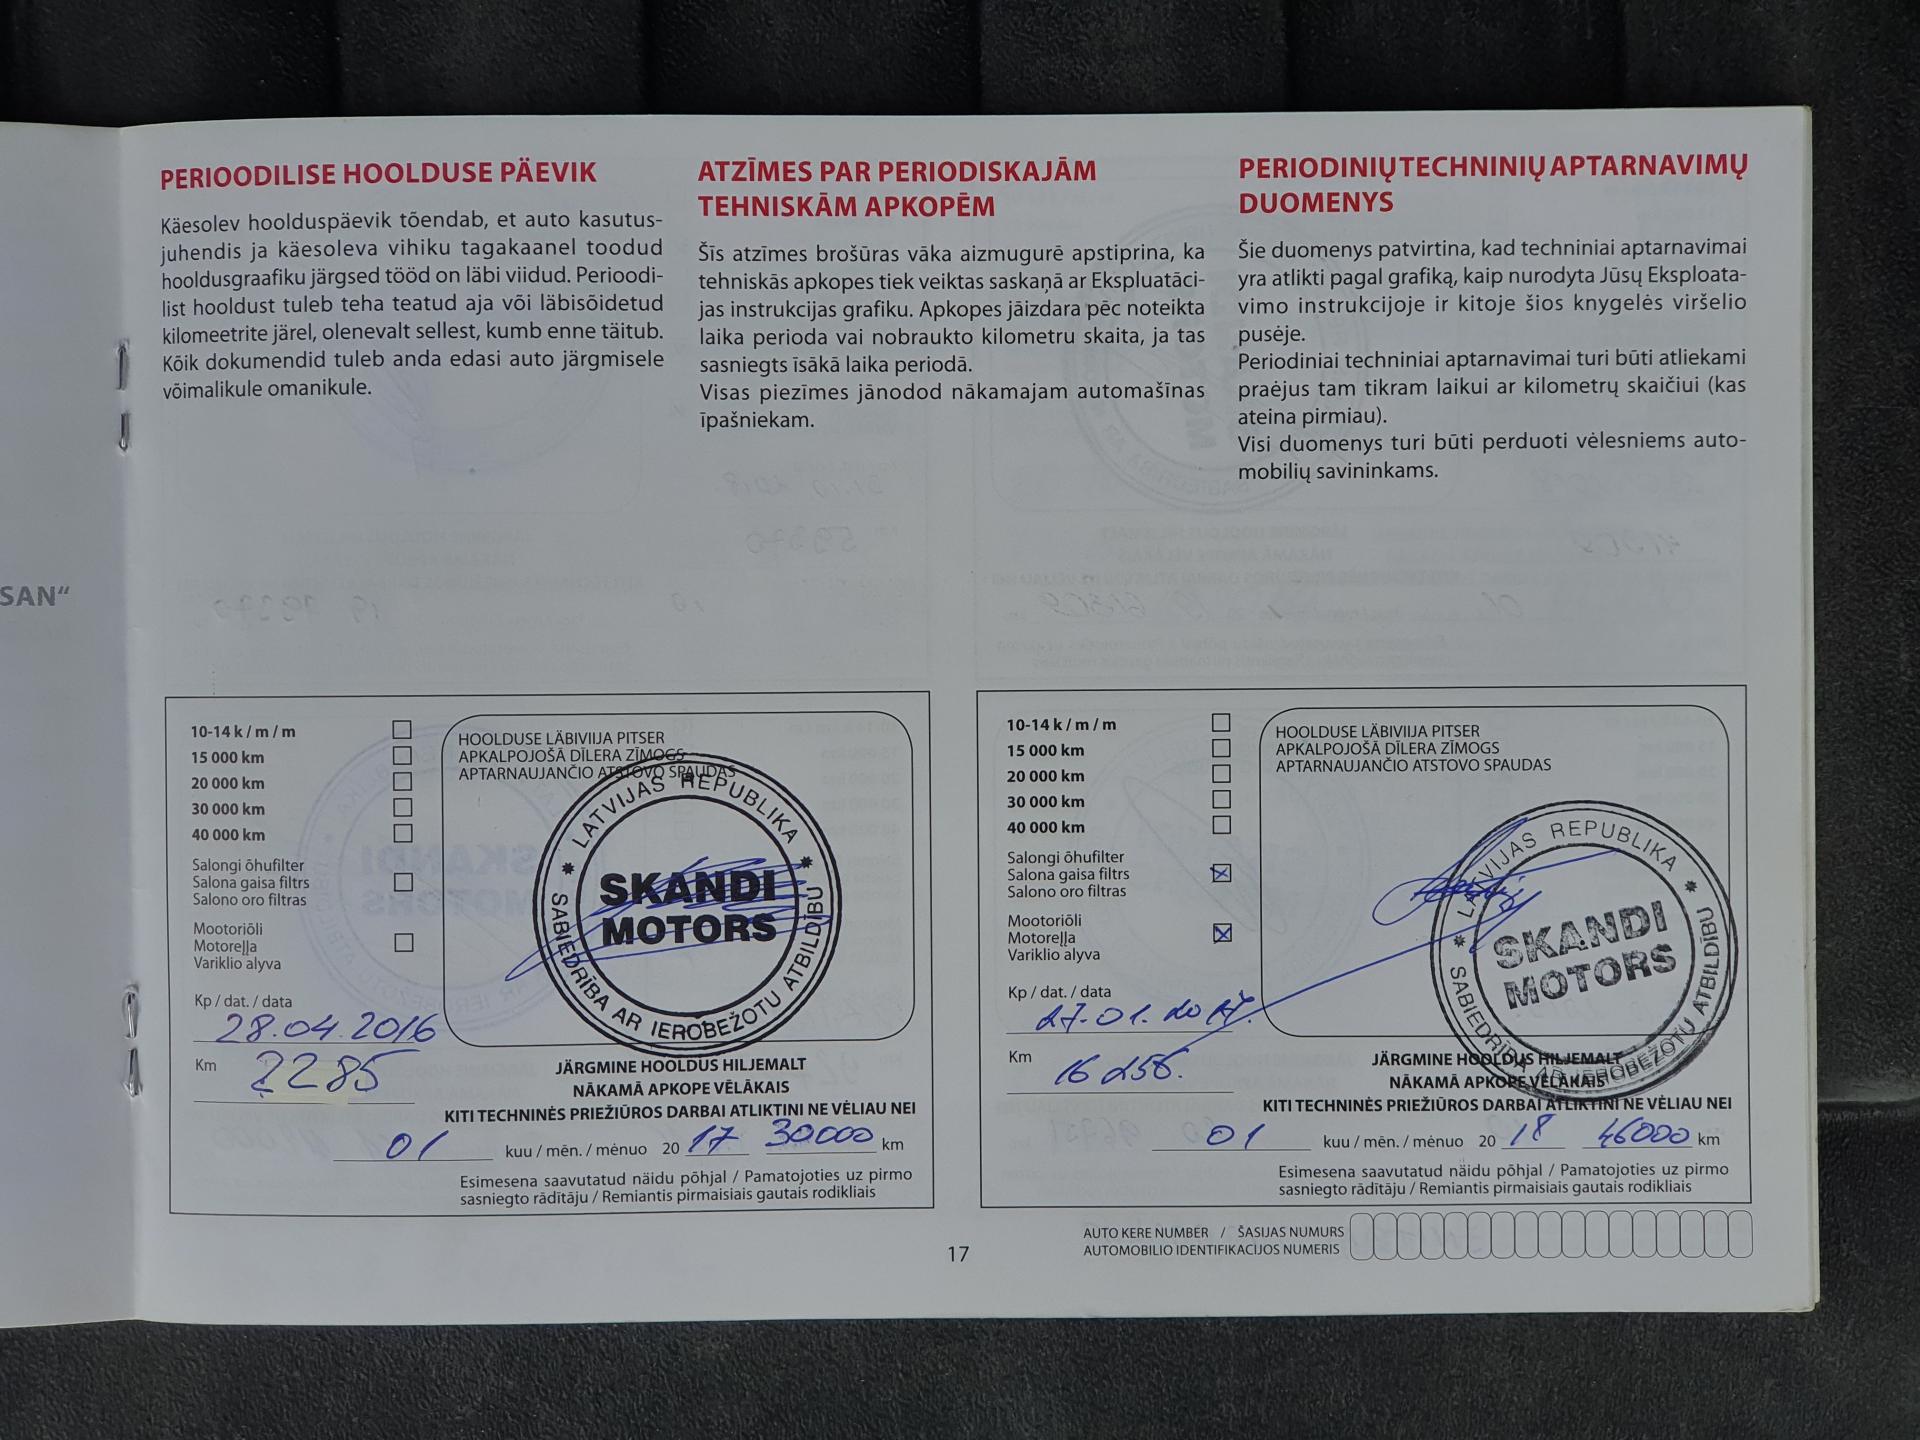 SAN“
PERIOODILISE HOOLDUSE PÄEVIK
Käesolev hoolduspäevik tõendab, et auto kasutus-
juhendis ja käesoleva vihiku tagakaanel toodud
hooldusgraafiku järgsed tööd on läbi viidud. Perioodi-
list hooldust tuleb teha teatud aja või läbisõidetud
kilomeetrite järel, olenevalt sellest, kumb enne täitub.
Kõik dokumendid tuleb anda edasi auto järgmisele
võimalikule omanikule.
ATZĪMES PAR PERIODISKAJĀM
TEHNISKĀM APKOPĒM
Šīs atzīmes brošūras vāka aizmugurē apstiprina, ka
tehniskās apkopes tiek veiktas saskaņā ar Ekspluatāci-
jas instrukcijas grafiku. Apkopes jāizdara pēc noteikta
laika perioda vai nobraukto kilometru skaita, ja tas
sasniegts īsākā laika periodā.
Visas piezīmes jānodod nākamajam automašīnas
īpašniekam.
PERIODINIŲ TECHNINIŲ APTARNAVIMŲ
DUOMENYS
Šie duomenys patvirtina, kad techniniai aptarnavimai
yra atlikti pagal grafiką, kaip nurodyta Jūsų Eksploata-
vimo instrukcijoje ir kitoje šios knygelės viršelio
pusėje.
Periodiniai techniniai aptarnavimai turi būti atliekami
praėjus tam tikram laikui ar kilometrų skaičiui (kas
ateina pirmiau).
Visi duomenys turi būti perduoti vėlesniems auto-
mobilių savininkams.
10-14 k / m / m
15 000 km
20 000 km
30 000 km
40 000 km
Salongi õhufilter
Salona gaisa filtrs
Salono oro filtras
Mootoriõli
Motoreļļa
Variklio alyva
Kp / dat. / data
28.04.2016
Km 2285
HOOLDUSE LÄBIVIIJA PITSER
APKALPOJOŠĀ DĪLERA ZĪMOGS
APTARNAUJANČIO ATSTOVO SPAUDAS
LATVIJAS REPUBLIKA
SKANDI
MOTORS
SABIEDRĪBA AR IEROBEŽOTU ATBILDĪBU
JÄRGMINE HOOLDUS HILJEMALT
NĀKAMĀ APKOPE VĒLĀKAIS
KITI TECHNINĖS PRIEŽIŪROS DARBAI ATLIKTINI NE VĖLIAU NEI
01 kuu / mēn. / mėnuo 20 17 30000 km
Esimesena saavutatud näidu põhjal / Pamatojoties uz pirmo
sasniegto rādītāju / Remiantis pirmaisiais gautais rodikliais
10-14 k / m / m
15 000 km
20 000 km
30 000 km
40 000 km
Salongi õhufilter
Salona gaisa filtrs
Salono oro filtras
Mootoriõli
Motoreļļa
Variklio alyva
Kp / dat. / data
27.01.2017.
Km 16256.
HOOLDUSE LÄBIVIIJA PITSER
APKALPOJOŠĀ DĪLERA ZĪMOGS
APTARNAUJANČIO ATSTOVO SPAUDAS
LATVIJAS REPUBLIKA
SKANDI
MOTORS
SABIEDRĪBA AR IEROBEŽOTU ATBILDĪBU
JÄRGMINE HOOLDUS HILJEMALT
NĀKAMĀ APKOPE VĒLĀKAIS
KITI TECHNINĖS PRIEŽIŪROS DARBAI ATLIKTINI NE VĖLIAU NEI
01 kuu / mēn. / mėnuo 20 18 46000 km
Esimesena saavutatud näidu põhjal / Pamatojoties uz pirmo
sasniegto rādītāju / Remiantis pirmaisiais gautais rodikliais
17
AUTO KERE NUMBER / ŠASIJAS NUMURS
AUTOMOBILIO IDENTIFIKACIJOS NUMERIS